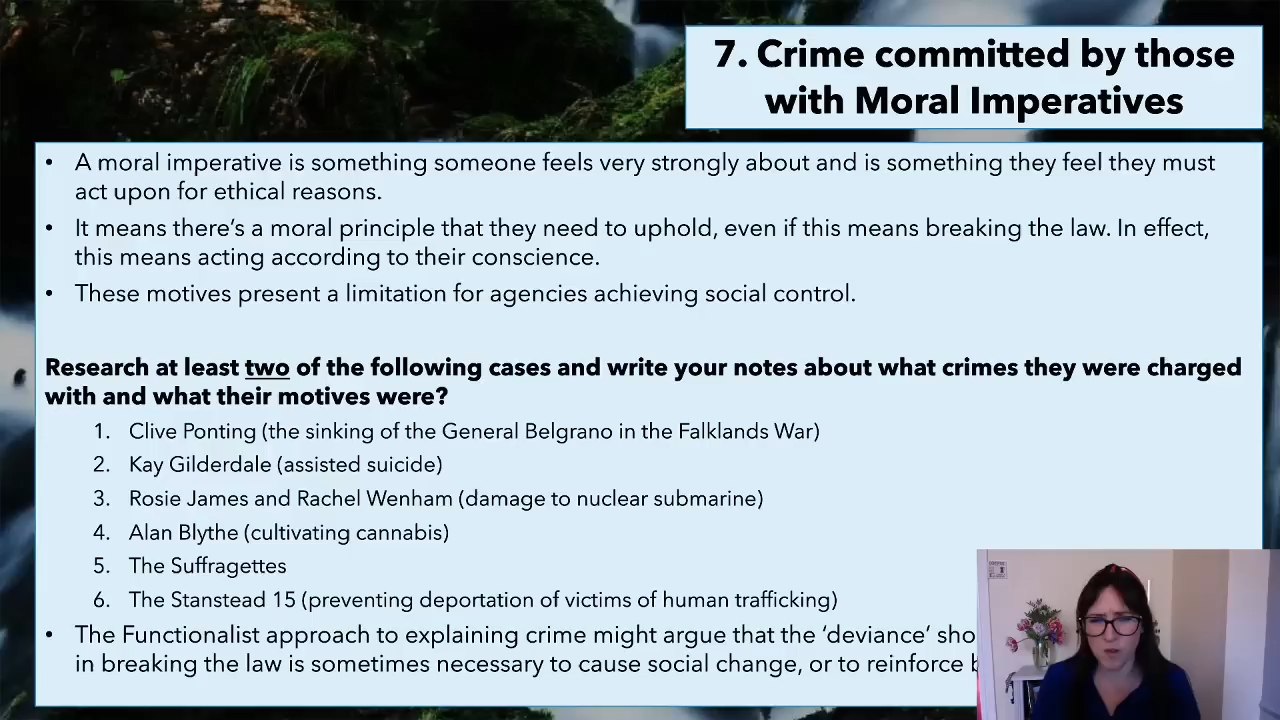 7. Crime committed by those
with Moral Imperatives
• A moral imperative is something someone feels very strongly about and is something they feel they must
act upon for ethical reasons.
• It means there's a moral principle that they need to uphold, even if this means breaking the law. In effect,
this means acting according to their conscience.
• These motives present a limitation for agencies achieving social control.
Research at least two of the following cases and write your notes about what crimes they were charged
with and what their motives were?
1. Clive Ponting (the sinking of the General Belgrano in the Falklands War)
2. Kay Gilderdale (assisted suicide)
3. Rosie James and Rachel Wenham (damage to nuclear submarine)
4. Alan Blythe (cultivating cannabis)
5. The Suffragettes
6. The Stanstead 15 (preventing deportation of victims of human trafficking)
• The Functionalist approach to explaining crime might argue that the 'deviance'
in breaking the law is sometimes necessary to cause social change, or to reinforce